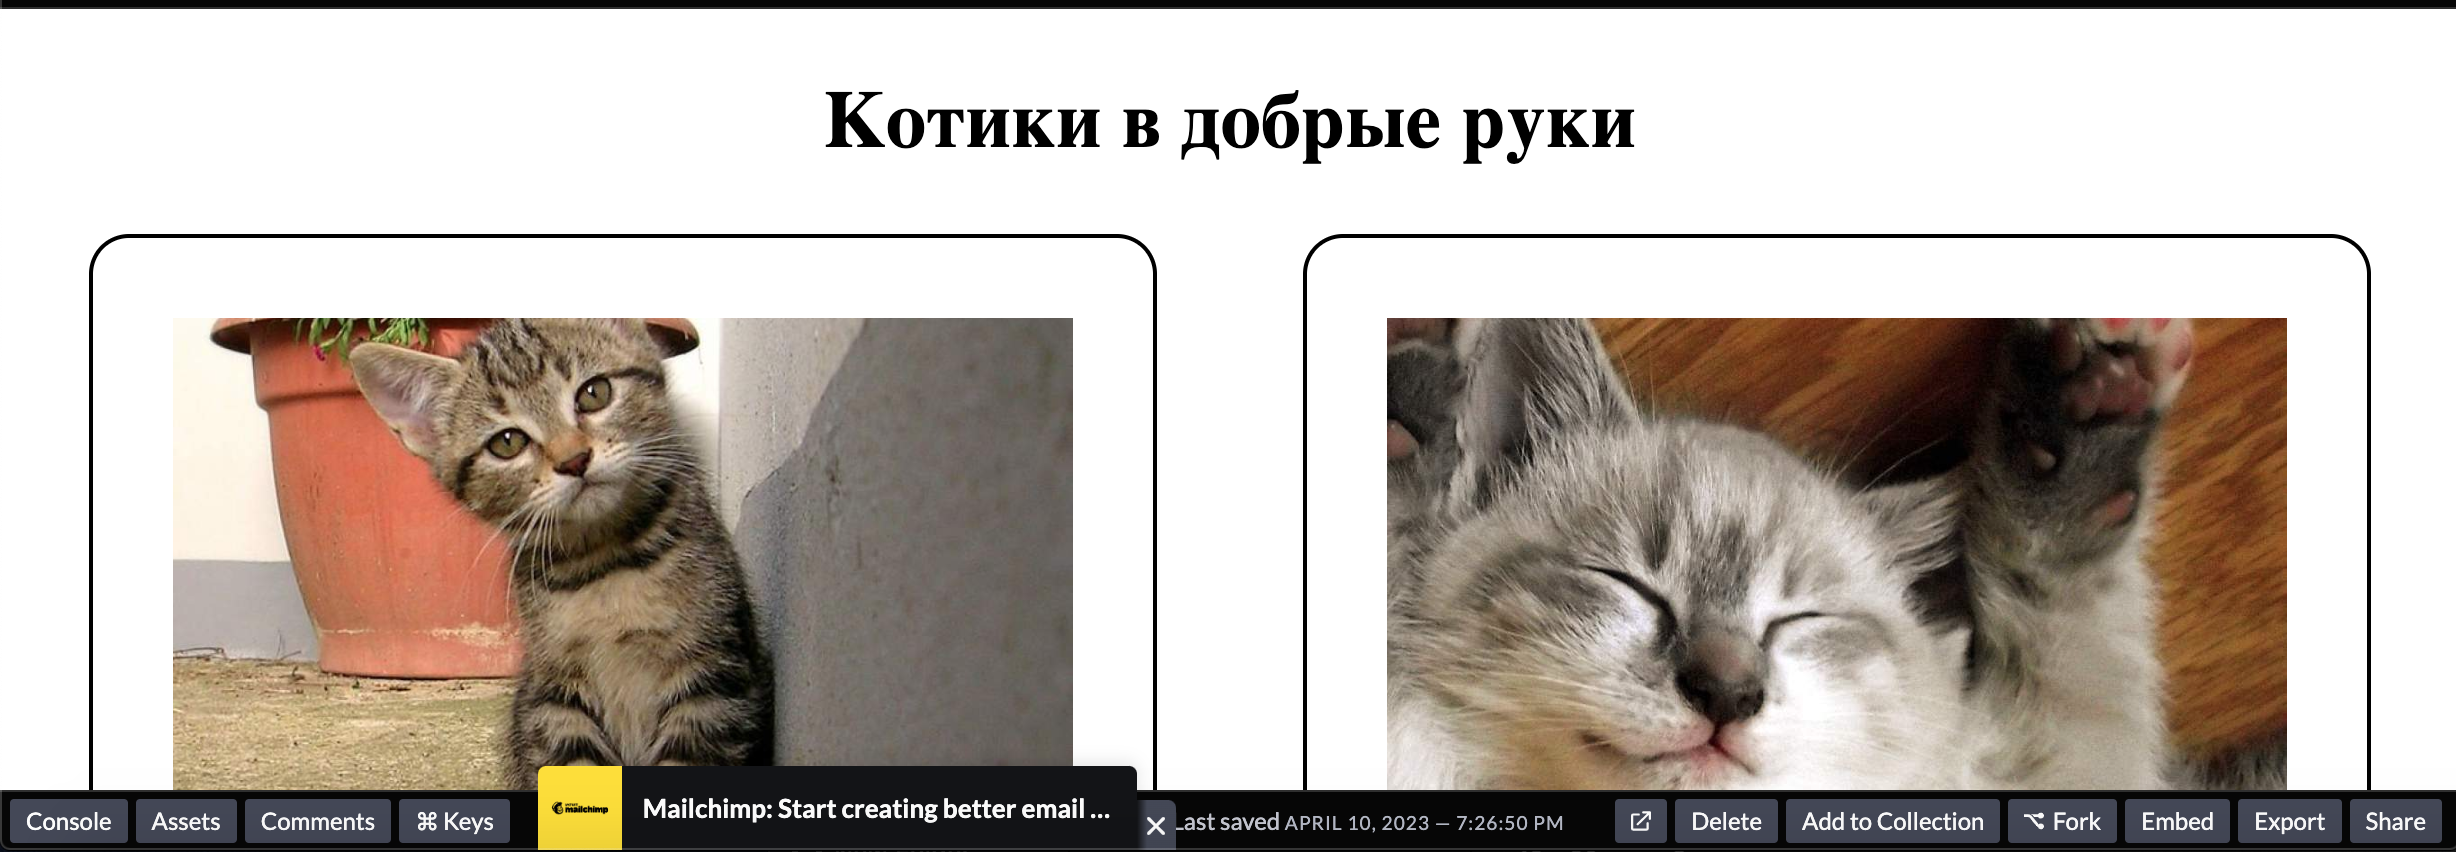 Котики в добрые руки
Console
Assets
Comments
⌘ Keys
mailchimp
Mailchimp: Start creating better email ...
Last saved APRIL 10, 2023 — 7:26:50 PM
Delete
Add to Collection
Fork
Embed
Export
Share